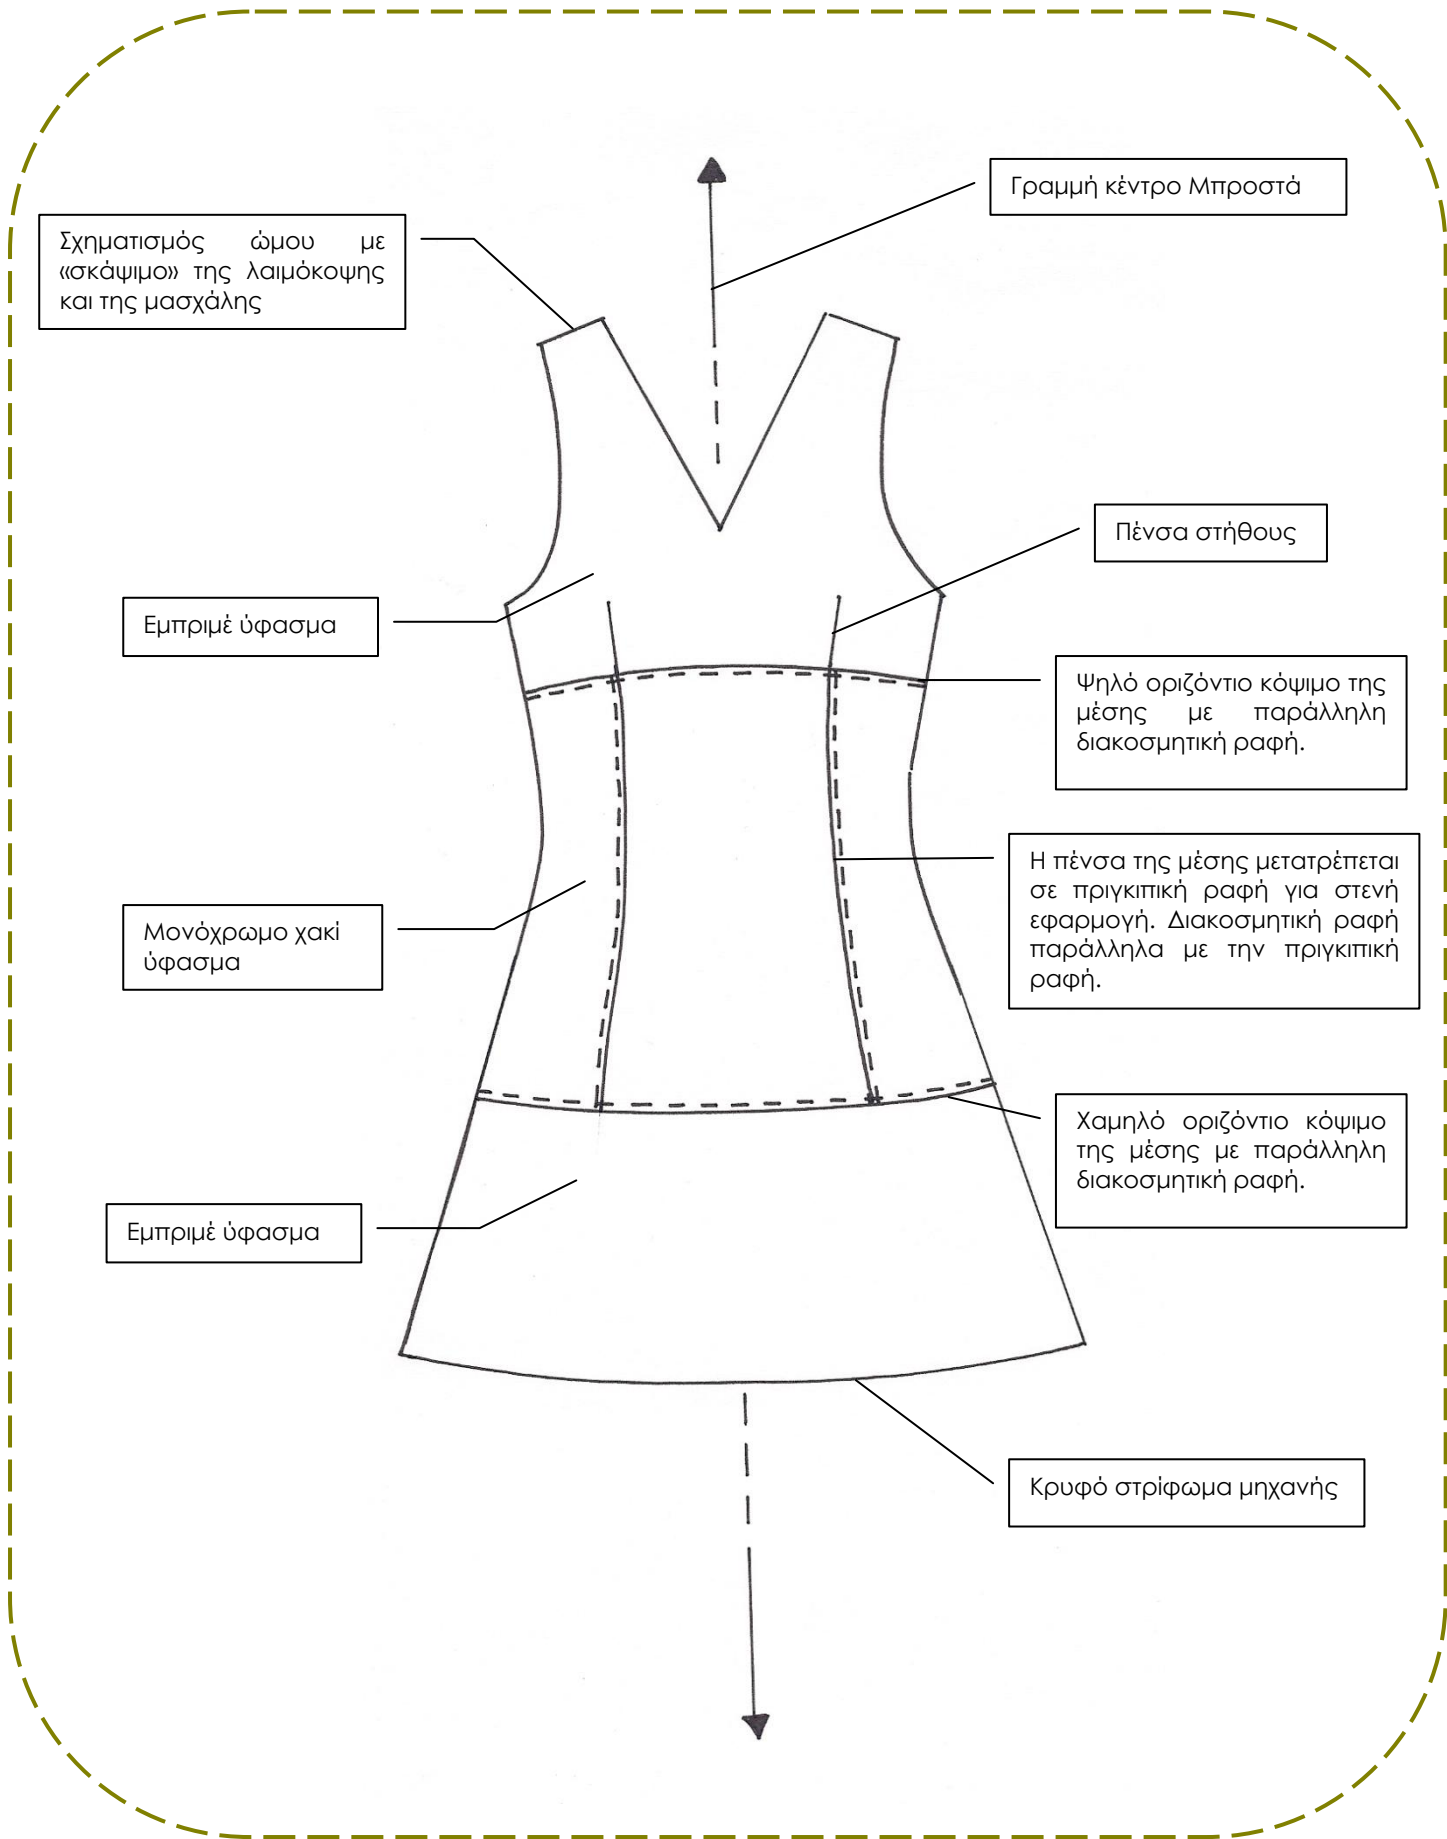 Γραμμή κέντρο Μπροστά
Σχηματισμός ώμου με
«σκάψιμο» της λαιμόκοψης
και της μασχάλης
Πένσα στήθους
Εμπριμέ ύφασμα
Ψηλό οριζόντιο κόψιμο της
μέσης με παράλληλη
διακοσμητική ραφή.
Η πένσα της μέσης μετατρέπεται
σε πριγκιπική ραφή για στενή
εφαρμογή. Διακοσμητική ραφή
παράλληλα με την πριγκιπική
ραφή.
Μονόχρωμο χακί
ύφασμα
Χαμηλό οριζόντιο κόψιμο
της μέσης με παράλληλη
διακοσμητική ραφή.
Εμπριμέ ύφασμα
Κρυφό στρίφωμα μηχανής